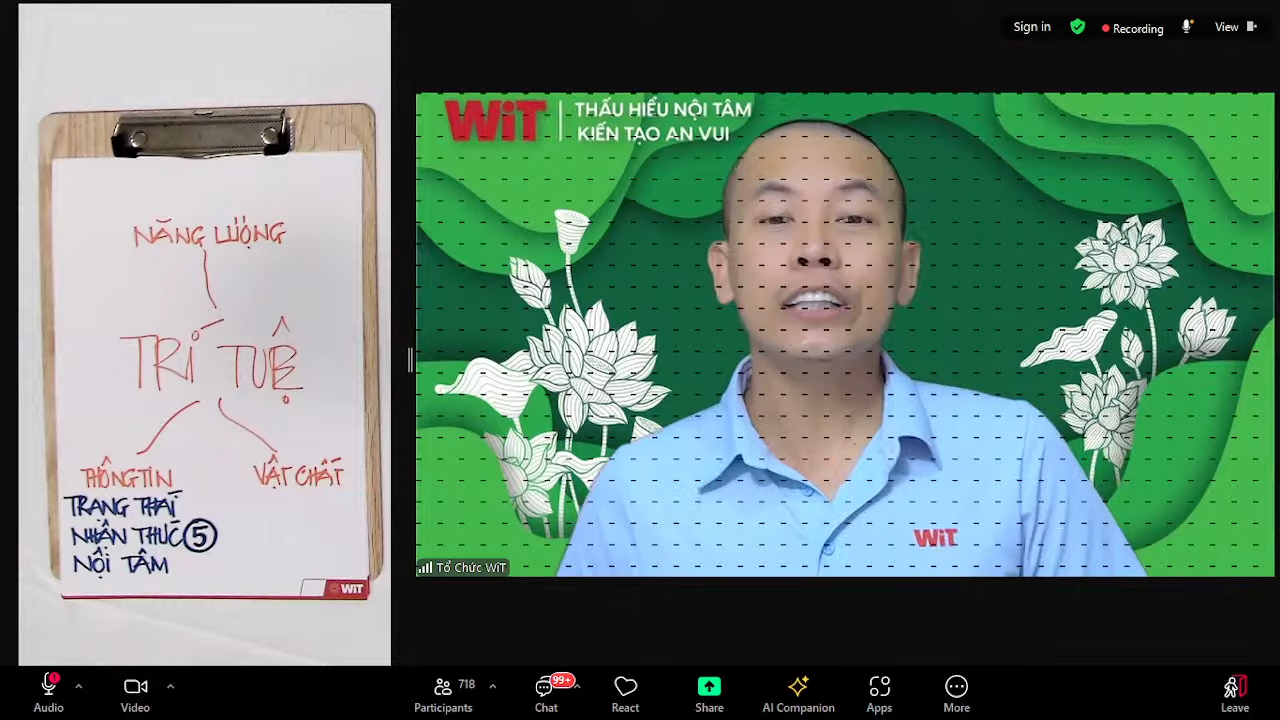 Sign in
Recording
View
NĂNG LƯỢNG
TRÍ TUỆ
THÔNG TIN
VẬT CHẤT
TRẠNG THÁI
NHẬN THỨC 5
NỘI TÂM
WiT
WiT
THẤU HIỂU NỘI TÂM
KIẾN TẠO AN VUI
WiT
Tổ Chức WiT
Audio
Video
718
Participants
99+
Chat
React
Share
AI Companion
Apps
More
Leave